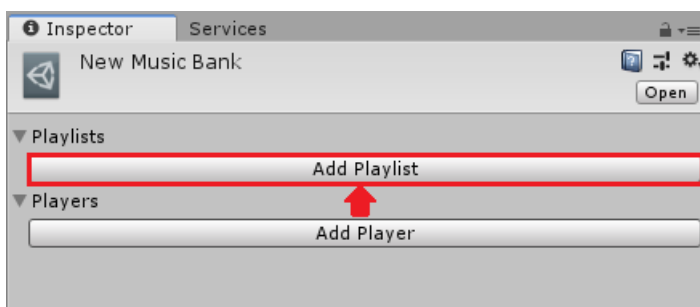 Inspector Services
New Music Bank
Open
Playlists
Add Playlist
Players
Add Player